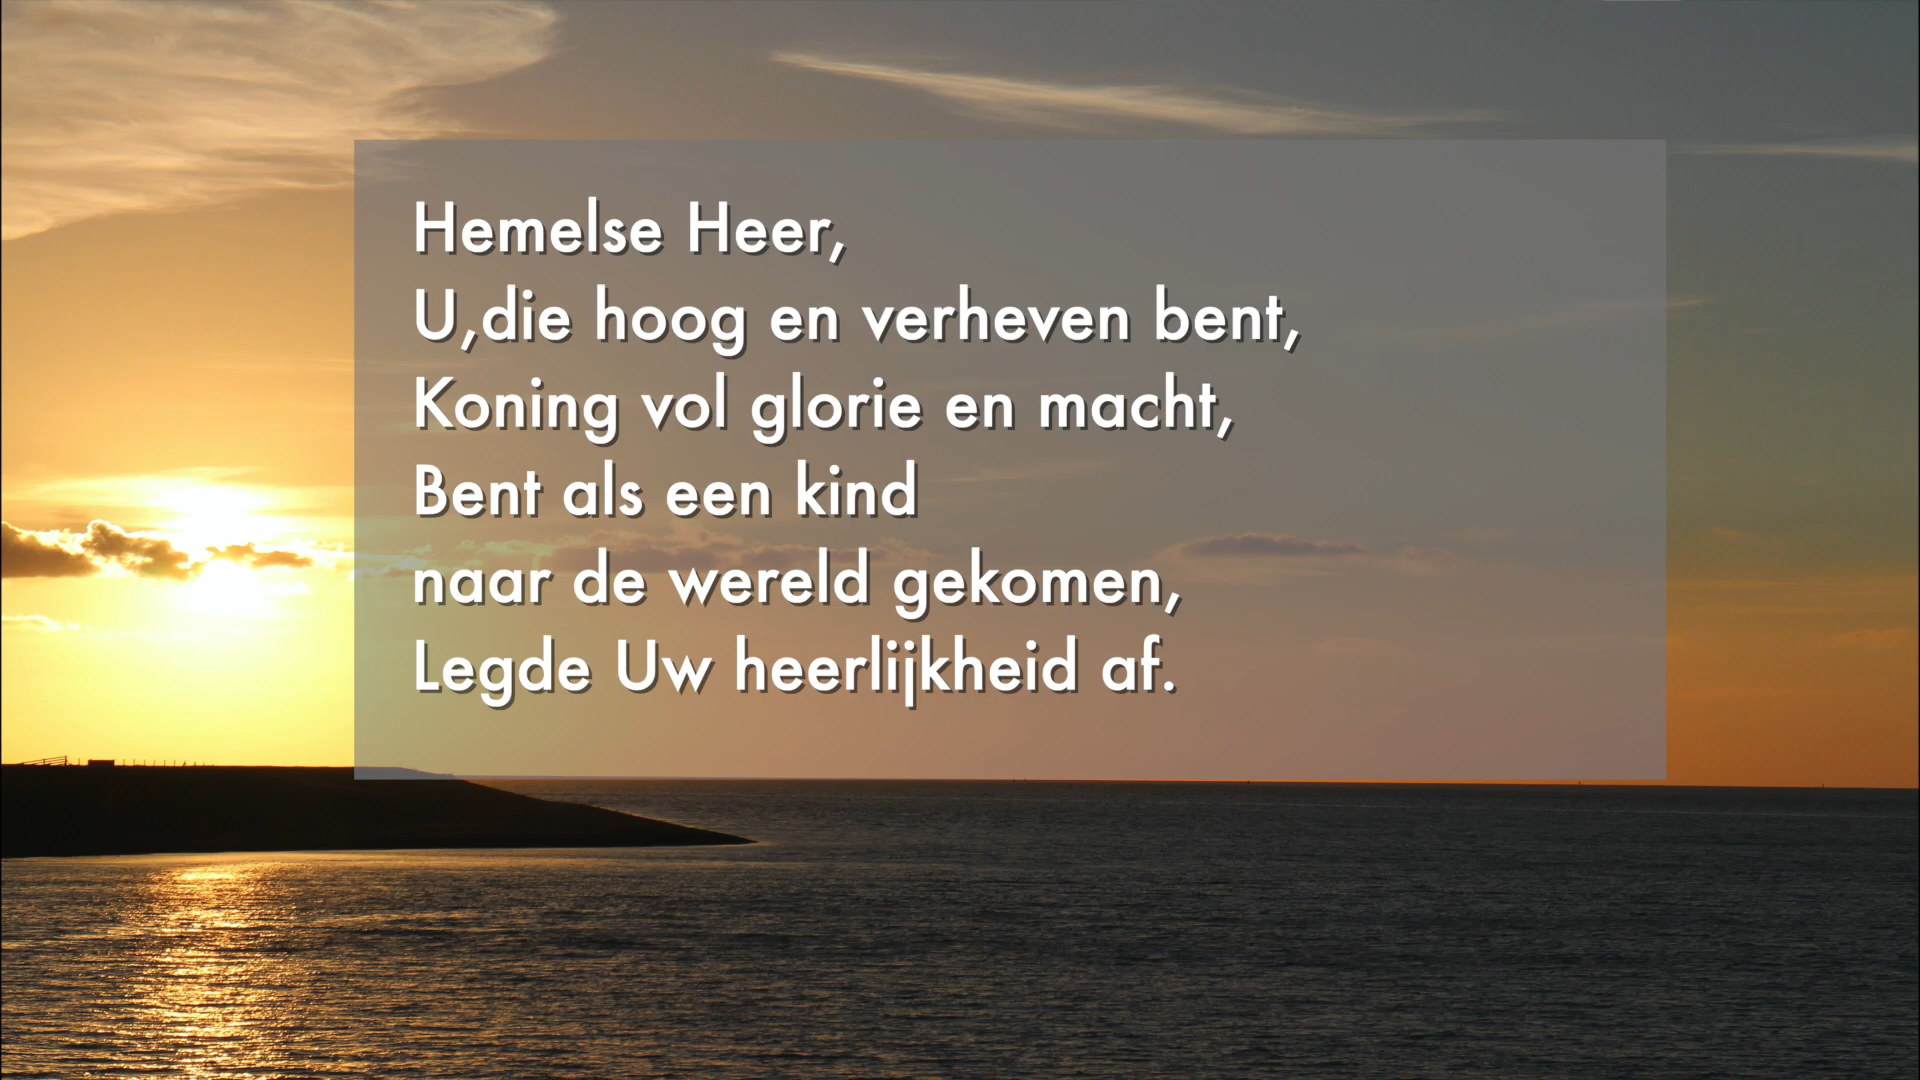 Hemelse Heer,
U,die hoog en verheven bent,
Koning vol glorie en macht,
Bent als een kind
naar de wereld gekomen,
Legde Uw heerlijkheid af.